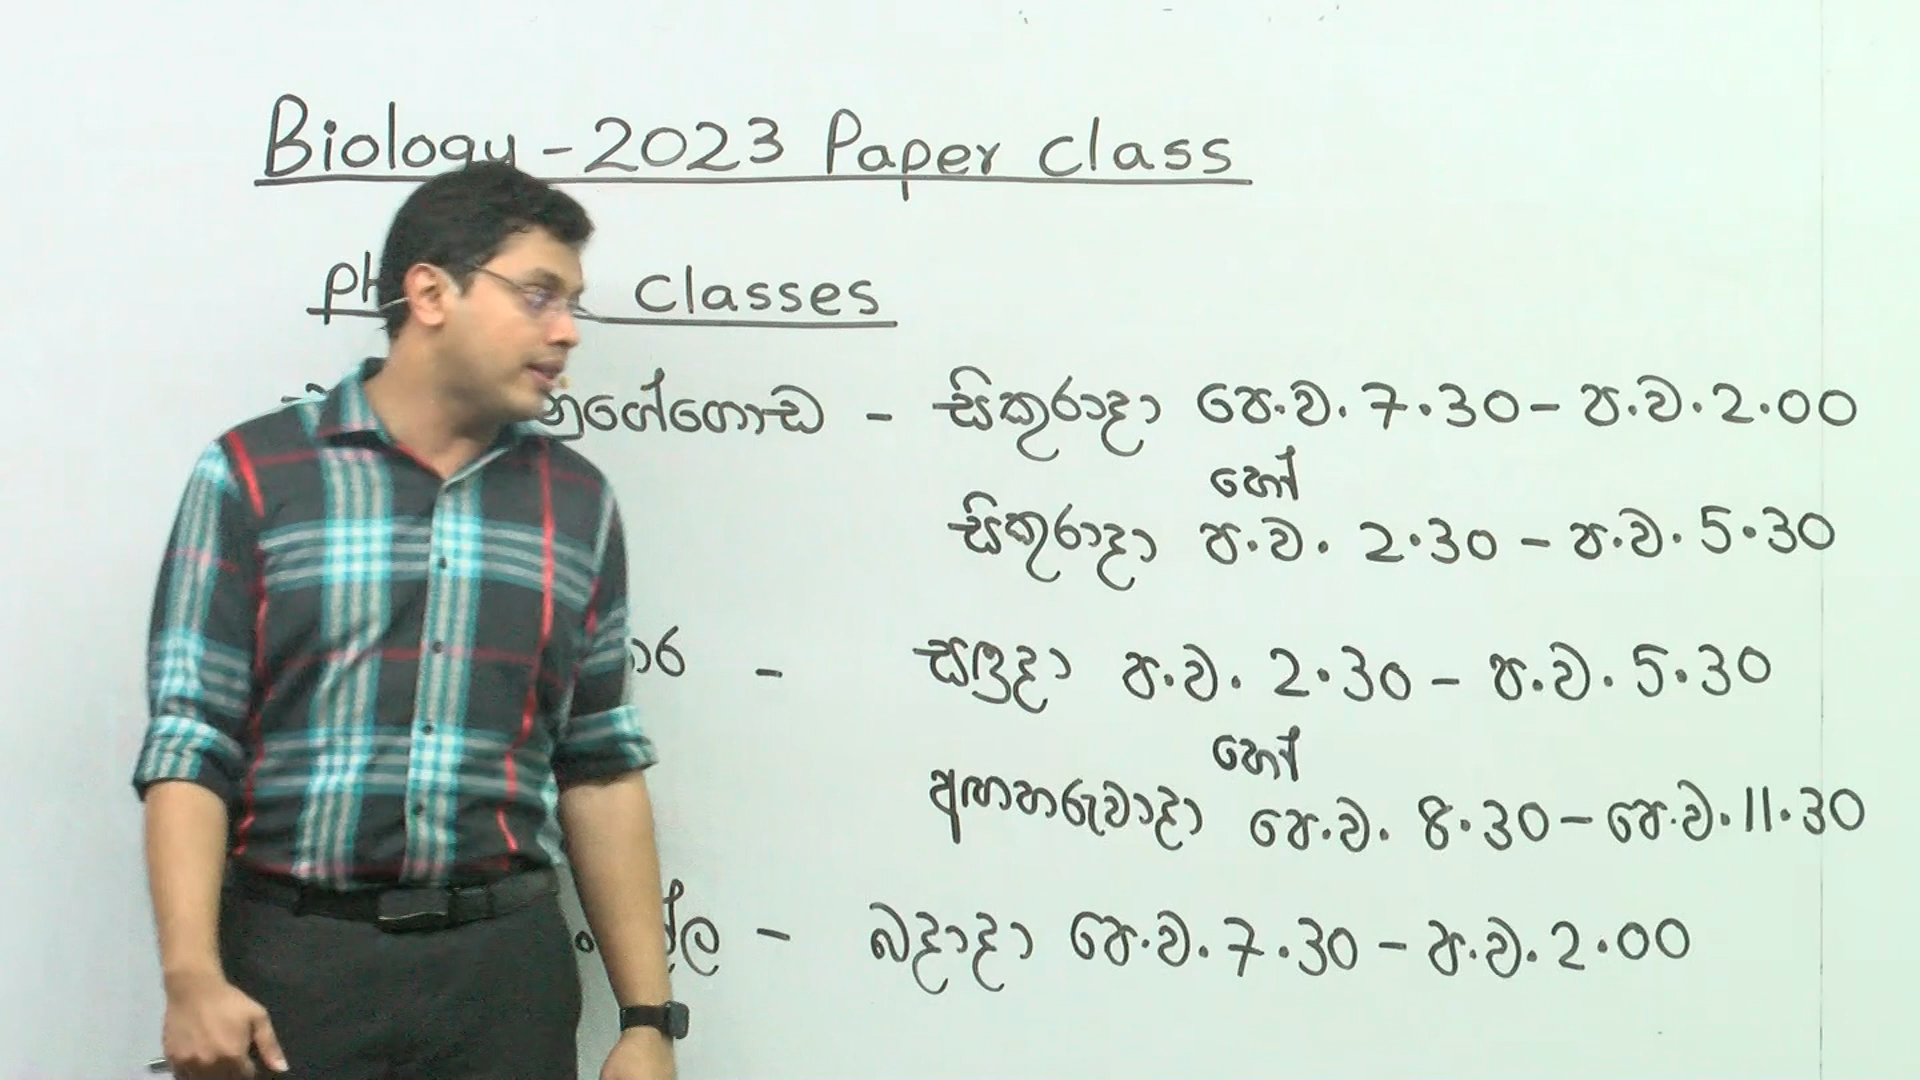 Biology - 2023 Paper Class
Classes
නුගේගොඩ - සිකුරාදා පෙ.ව. 7.30 - ප.ව. 2.00
හෝ
සිකුරාදා ප.ව. 2.30 - ප.ව. 5.30
- සඳුදා ප.ව. 2.30 - ප.ව. 5.30
හෝ
අඟහරුවාදා පෙ.ව. 8.30 - පෙ.ව. 11.30
- බදාදා පෙ.ව. 7.30 - ප.ව. 2.00